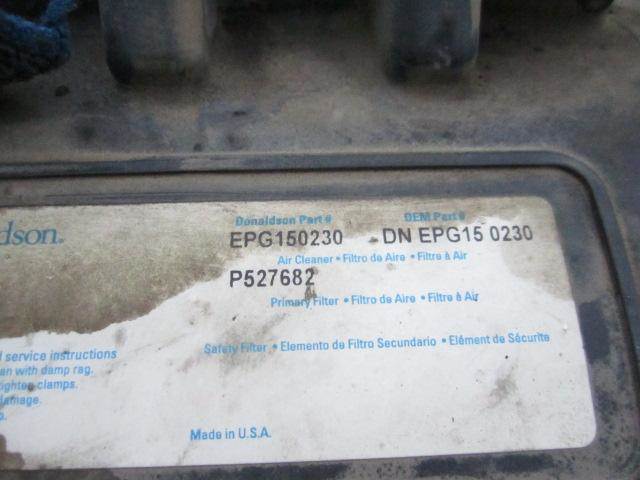 Donaldson Part # OEM Part #
dson®
EPG150230 DN EPG15 0230
Air Cleaner • Filtro de Aire • Filtre à Air
P527682
Primary Filter • Filtro de Aire • Filtre à Air
Safety Filter • Elemento de Filtro Secundario • Elément de Sécurite
service instructions
an with damp rag.
tighten clamps.
damage.
Made in U.S.A.